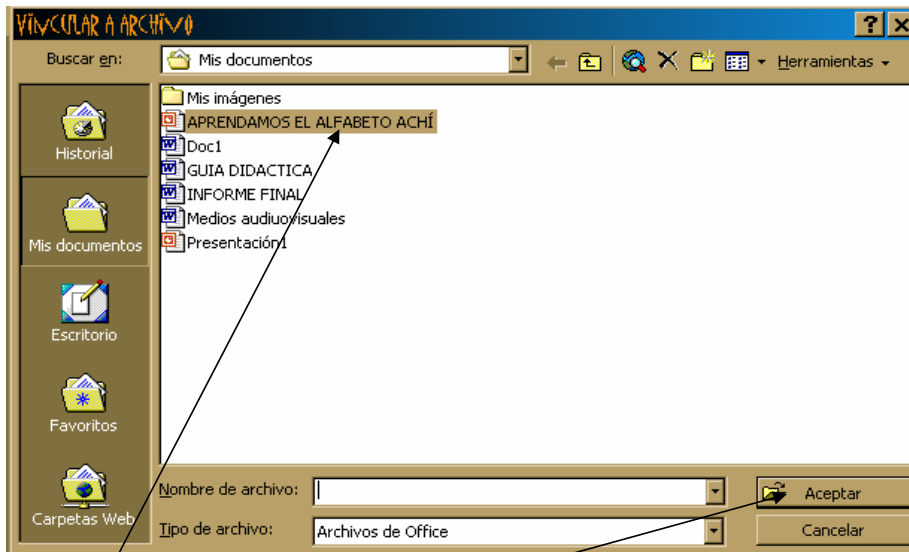 VINCULAR A ARCHIVO
Buscar en:
Mis documentos
Herramientas
Historial
Mis documentos
Escritorio
Favoritos
Carpetas Web
Mis imágenes
APRENDAMOS EL ALFABETO ACHÍ
Doc1
GUIA DIDACTICA
INFORME FINAL
Medios audiuovisuales
Presentación1
Nombre de archivo:
Aceptar
Tipo de archivo:
Archivos de Office
Cancelar